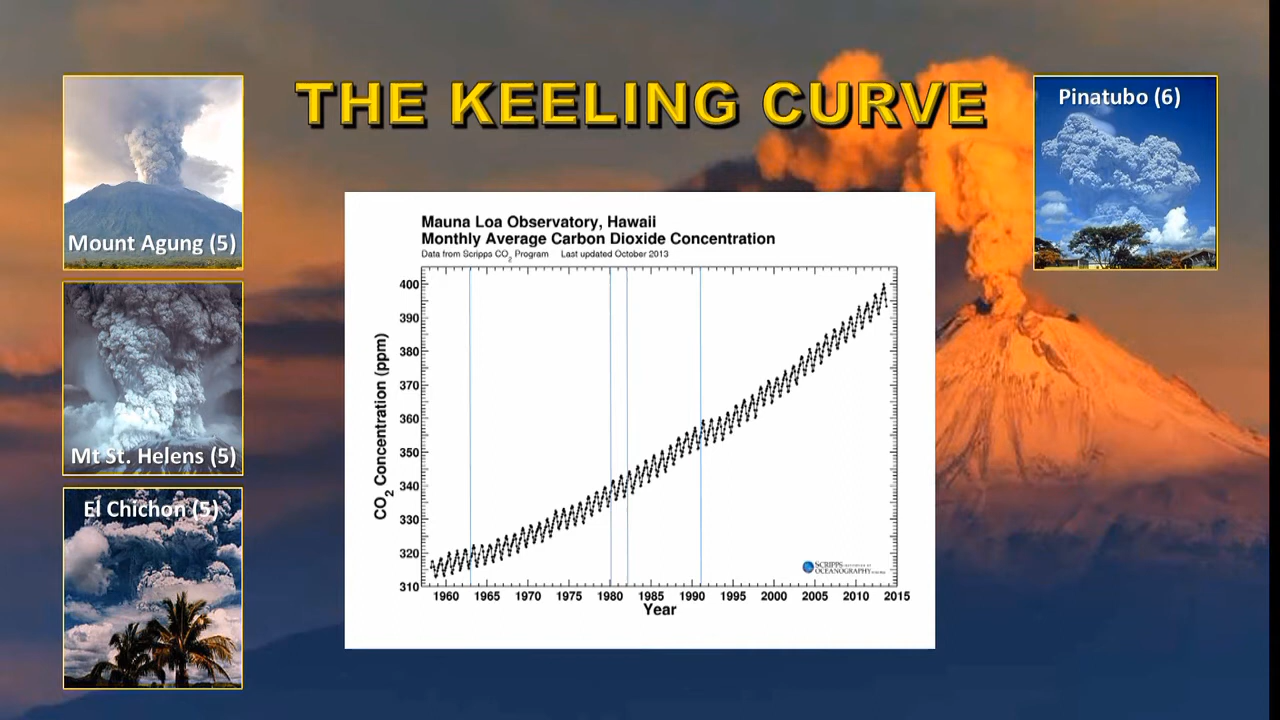 THE KEELING CURVE
Mount Agung (5)
Mt St. Helens (5)
El Chichon (5)
Pinatubo (6)
Mauna Loa Observatory, Hawaii
Monthly Average Carbon Dioxide Concentration
Data from Scripps CO2 Program Last updated October 2013
CO2 Concentration (ppm)
400
390
380
370
360
350
340
330
320
310
1960 1965 1970 1975 1980 1985 1990 1995 2000 2005 2010 2015
Year
SCRIPPS
OCEANOGRAPHY